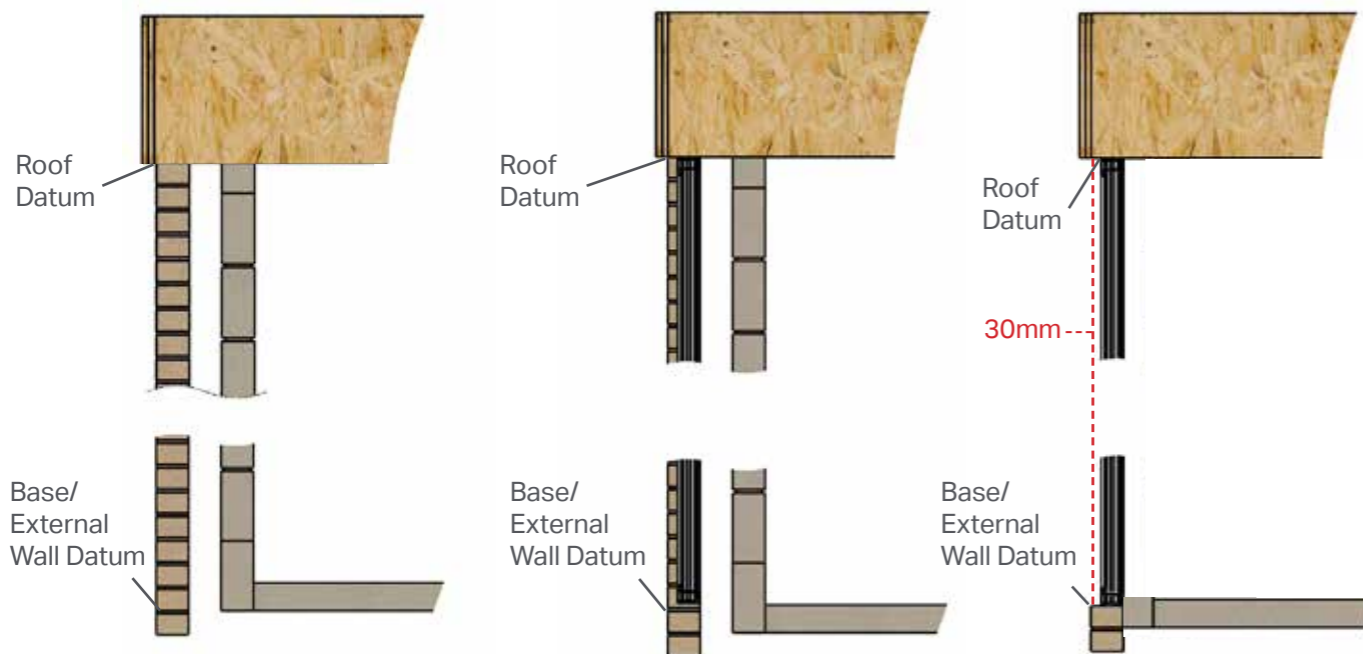 Roof
Datum
Base/
External
Wall Datum
Roof
Datum
Base/
External
Wall Datum
Roof
Datum
30mm
Base/
External
Wall Datum